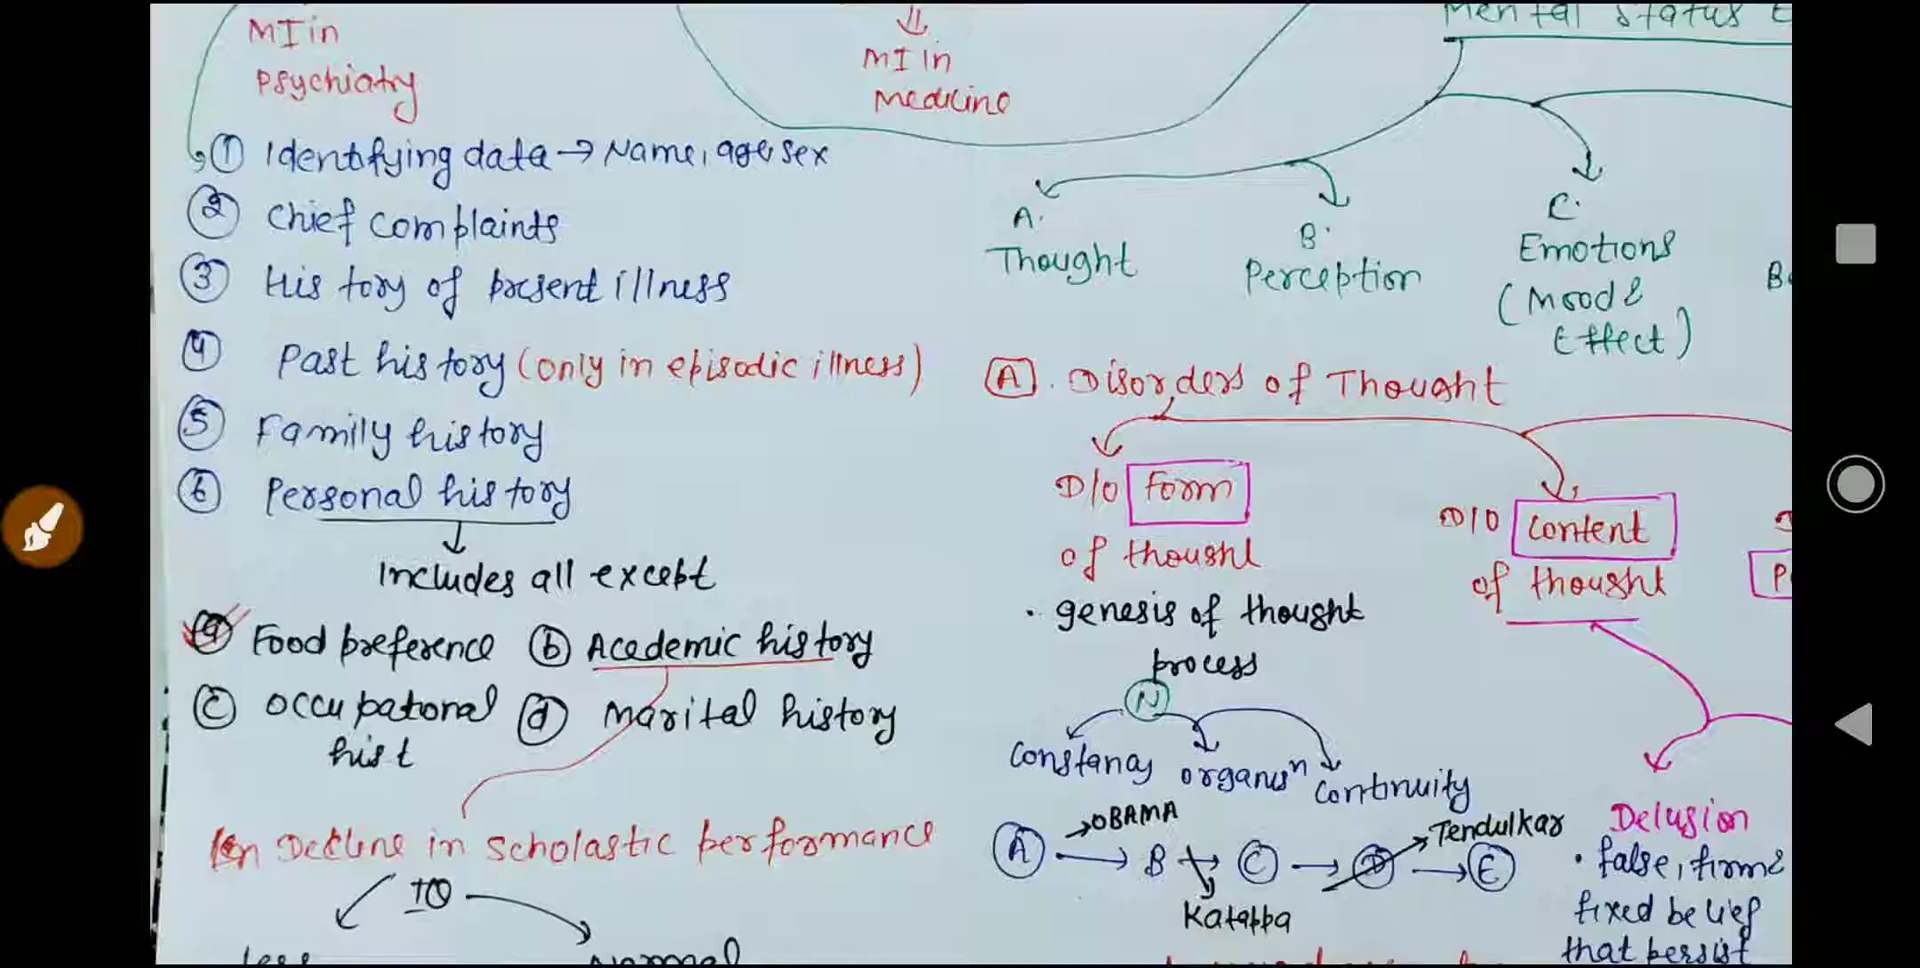 MI in
Psychiatry
① Identifying data → Name, age, sex
② Chief complaints
③ History of present illness
④ Past history (only in episodic illness)
⑤ Family history
⑥ Personal history
Includes all except
ⓐ Food preference ⓑ Acedemic history
ⓒ Occupational ⓓ Marital history
hist
Decline in scholastic performance
IQ
less
Normal
MI in
Medicine
Mental Status E
A.
Thought
B.
Perception
C.
Emotions
(Mood &
Effect)
B
A. Disorders of Thought
D/O Form
of thought
D/O Content
of thought
P
• genesis of thought
process
N
Constancy organisⁿ Continuity
A → B → C → D → E
OBAMA
Katappa
Tendulkar
Delusion
• false, firm &
fixed belief
that persist